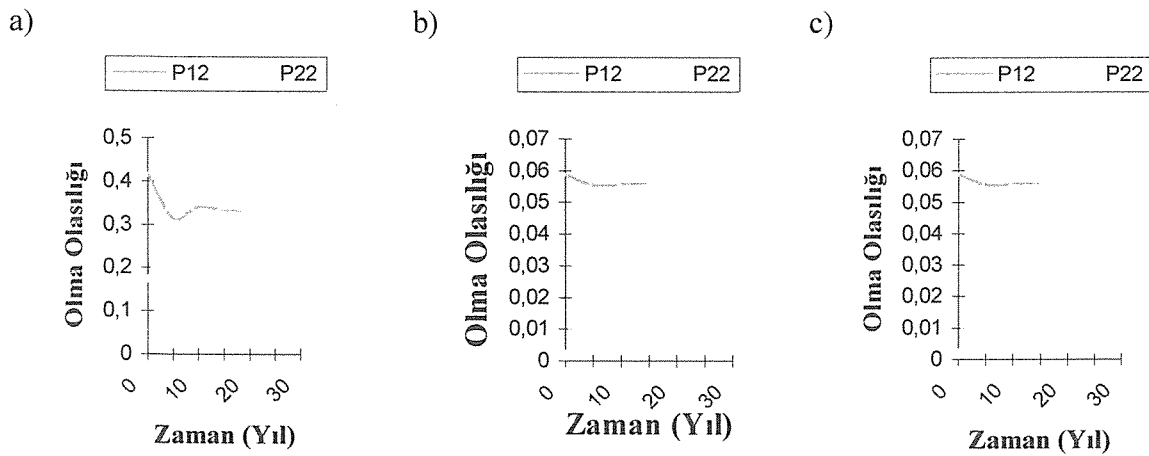 a)
P12 P22
0,5
0,4
0,3
0,2
0,1
0
0 10 20 30
Olma Olasılığı
Zaman (Yıl)
b)
P12 P22
0,07
0,06
0,05
0,04
0,03
0,02
0,01
0
0 10 20 30
Olma Olasılığı
Zaman (Yıl)
c)
P12 P22
0,07
0,06
0,05
0,04
0,03
0,02
0,01
0
0 10 20 30
Olma Olasılığı
Zaman (Yıl)